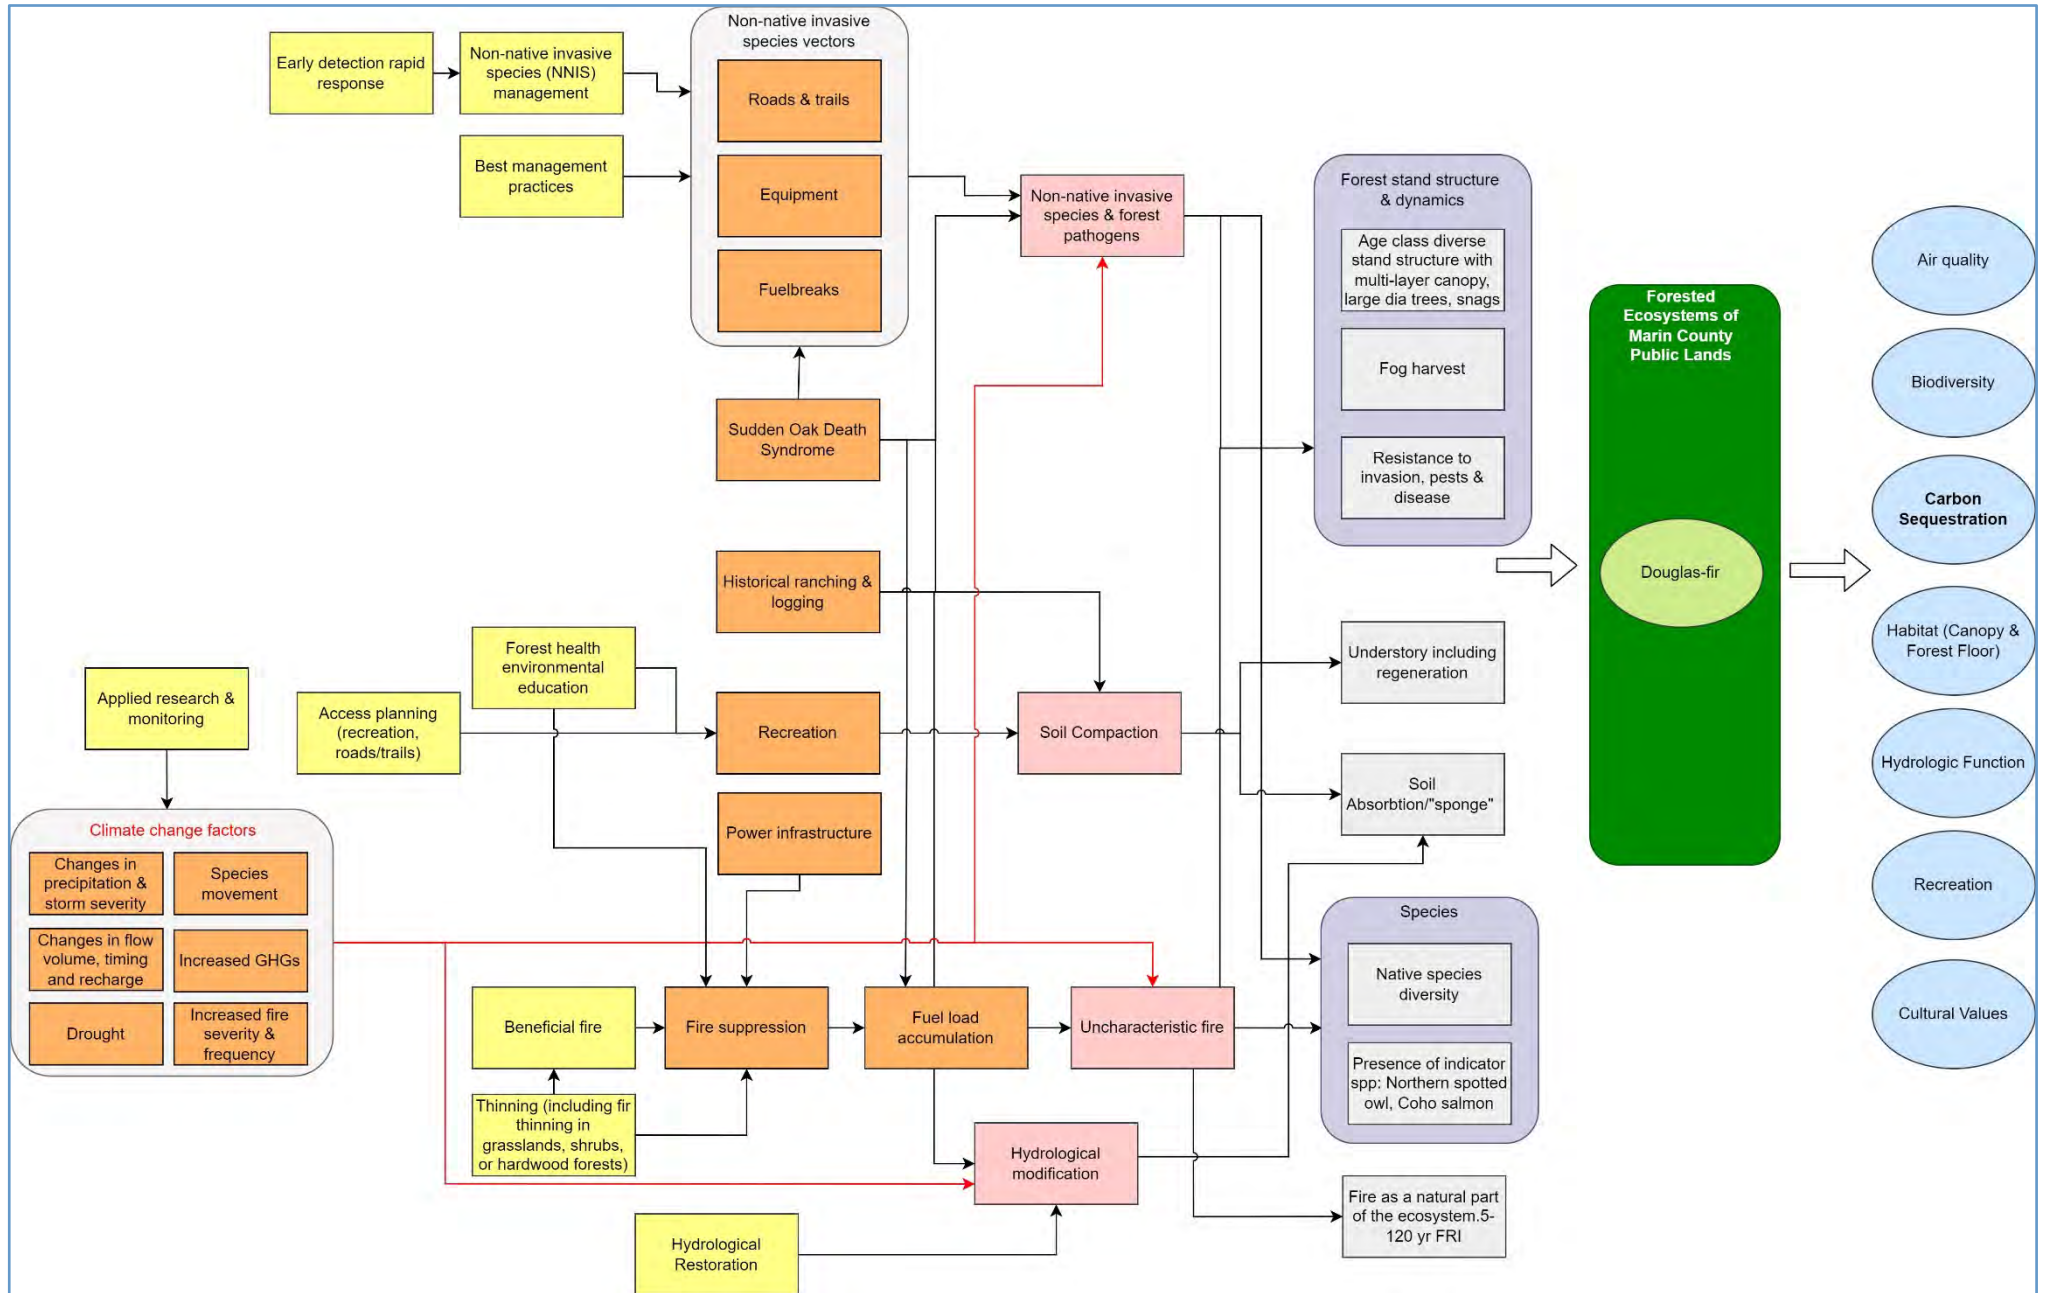 Non-native invasive
species vectors
Early detection rapid
response
Non-native invasive
species (NNIS)
management
Roads & trails
Best management
practices
Equipment
Fuelbreaks
Non-native invasive
species & forest
pathogens
Sudden Oak Death
Syndrome
Historical ranching &
logging
Forest health
environmental
education
Applied research &
monitoring
Access planning
(recreation,
roads/trails)
Recreation
Soil Compaction
Power infrastructure
Climate change factors
Changes in
precipitation &
storm severity
Species
movement
Changes in flow
volume, timing
and recharge
Increased GHGs
Drought
Increased fire
severity &
frequency
Beneficial fire
Fire suppression
Fuel load
accumulation
Uncharacteristic fire
Thinning (including fir
thinning in
grasslands, shrubs,
or hardwood forests)
Hydrological
modification
Hydrological
Restoration
Forest stand structure
& dynamics
Age class diverse
stand structure with
multi-layer canopy,
large dia trees, snags
Fog harvest
Resistance to
invasion, pests &
disease
Understory including
regeneration
Soil
Absorbtion/"sponge"
Species
Native species
diversity
Presence of indicator
spp: Northern spotted
owl, Coho salmon
Fire as a natural part
of the ecosystem.5-
120 yr FRI
Forested
Ecosystems of
Marin County
Public Lands
Douglas-fir
Air quality
Biodiversity
Carbon
Sequestration
Habitat (Canopy &
Forest Floor)
Hydrologic Function
Recreation
Cultural Values